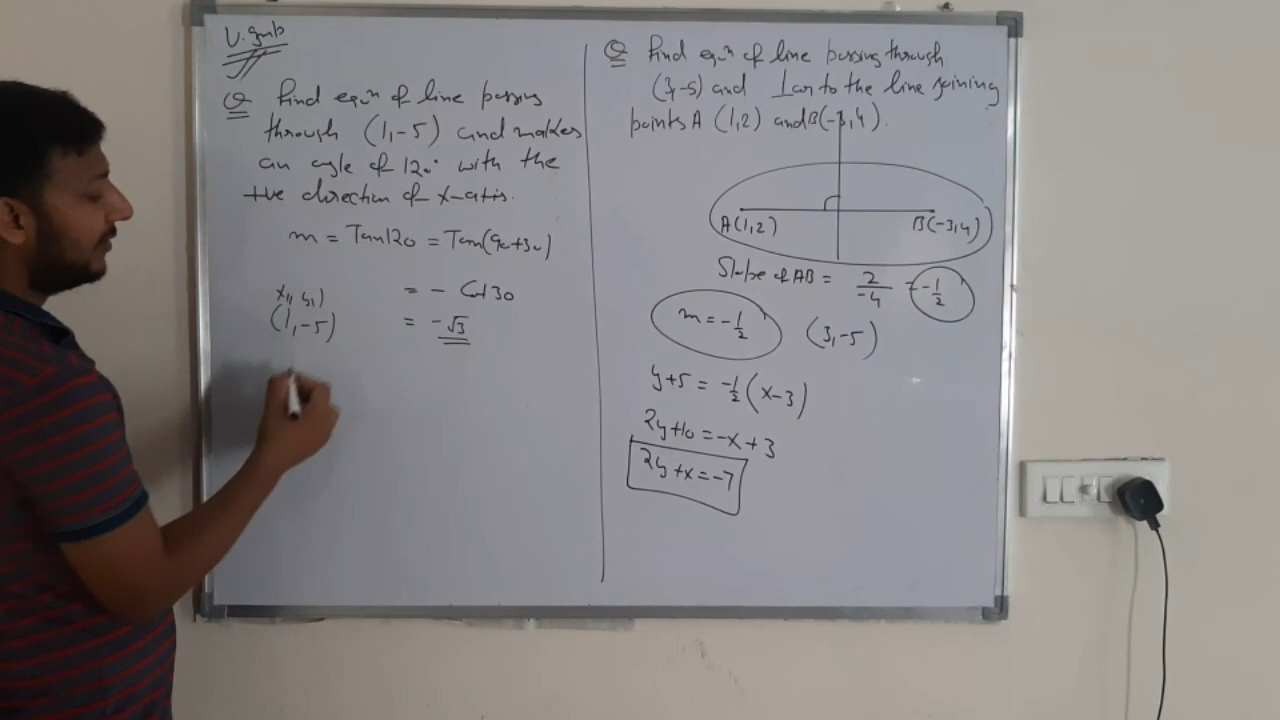 V. Imp
Q Find eqn of line passing
through (1,-5) and makes
an angle of 120° with the
+ve direction of x-axis.
m = Tan120 = Tan(90+30)
= - Cot30
x1, y1)
(1,-5)
= -√3
Q Find eqn of line passing through
(3,-5) and ⊥ar to the line joining
points A (1,2) and B(-3,4).
A(1,2)
B(-3,4)
Slope of AB = 2/-4 = -1/2
m = -1/2
(3,-5)
y+5 = -1/2 (x-3)
2y+10 = -x+3
2y+x=-7